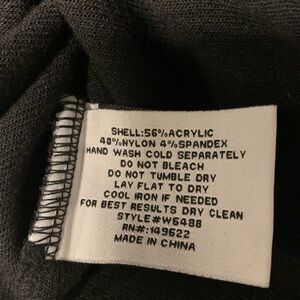 SHELL:56%ACRYLIC
40%NYLON 4%SPANDEX
HAND WASH COLD SEPARATELY
DO NOT BLEACH
DO NOT TUMBLE DRY
LAY FLAT TO DRY
COOL IRON IF NEEDED
FOR BEST RESULTS DRY CLEAN
STYLE#W6488
RN#:149622
MADE IN CHINA